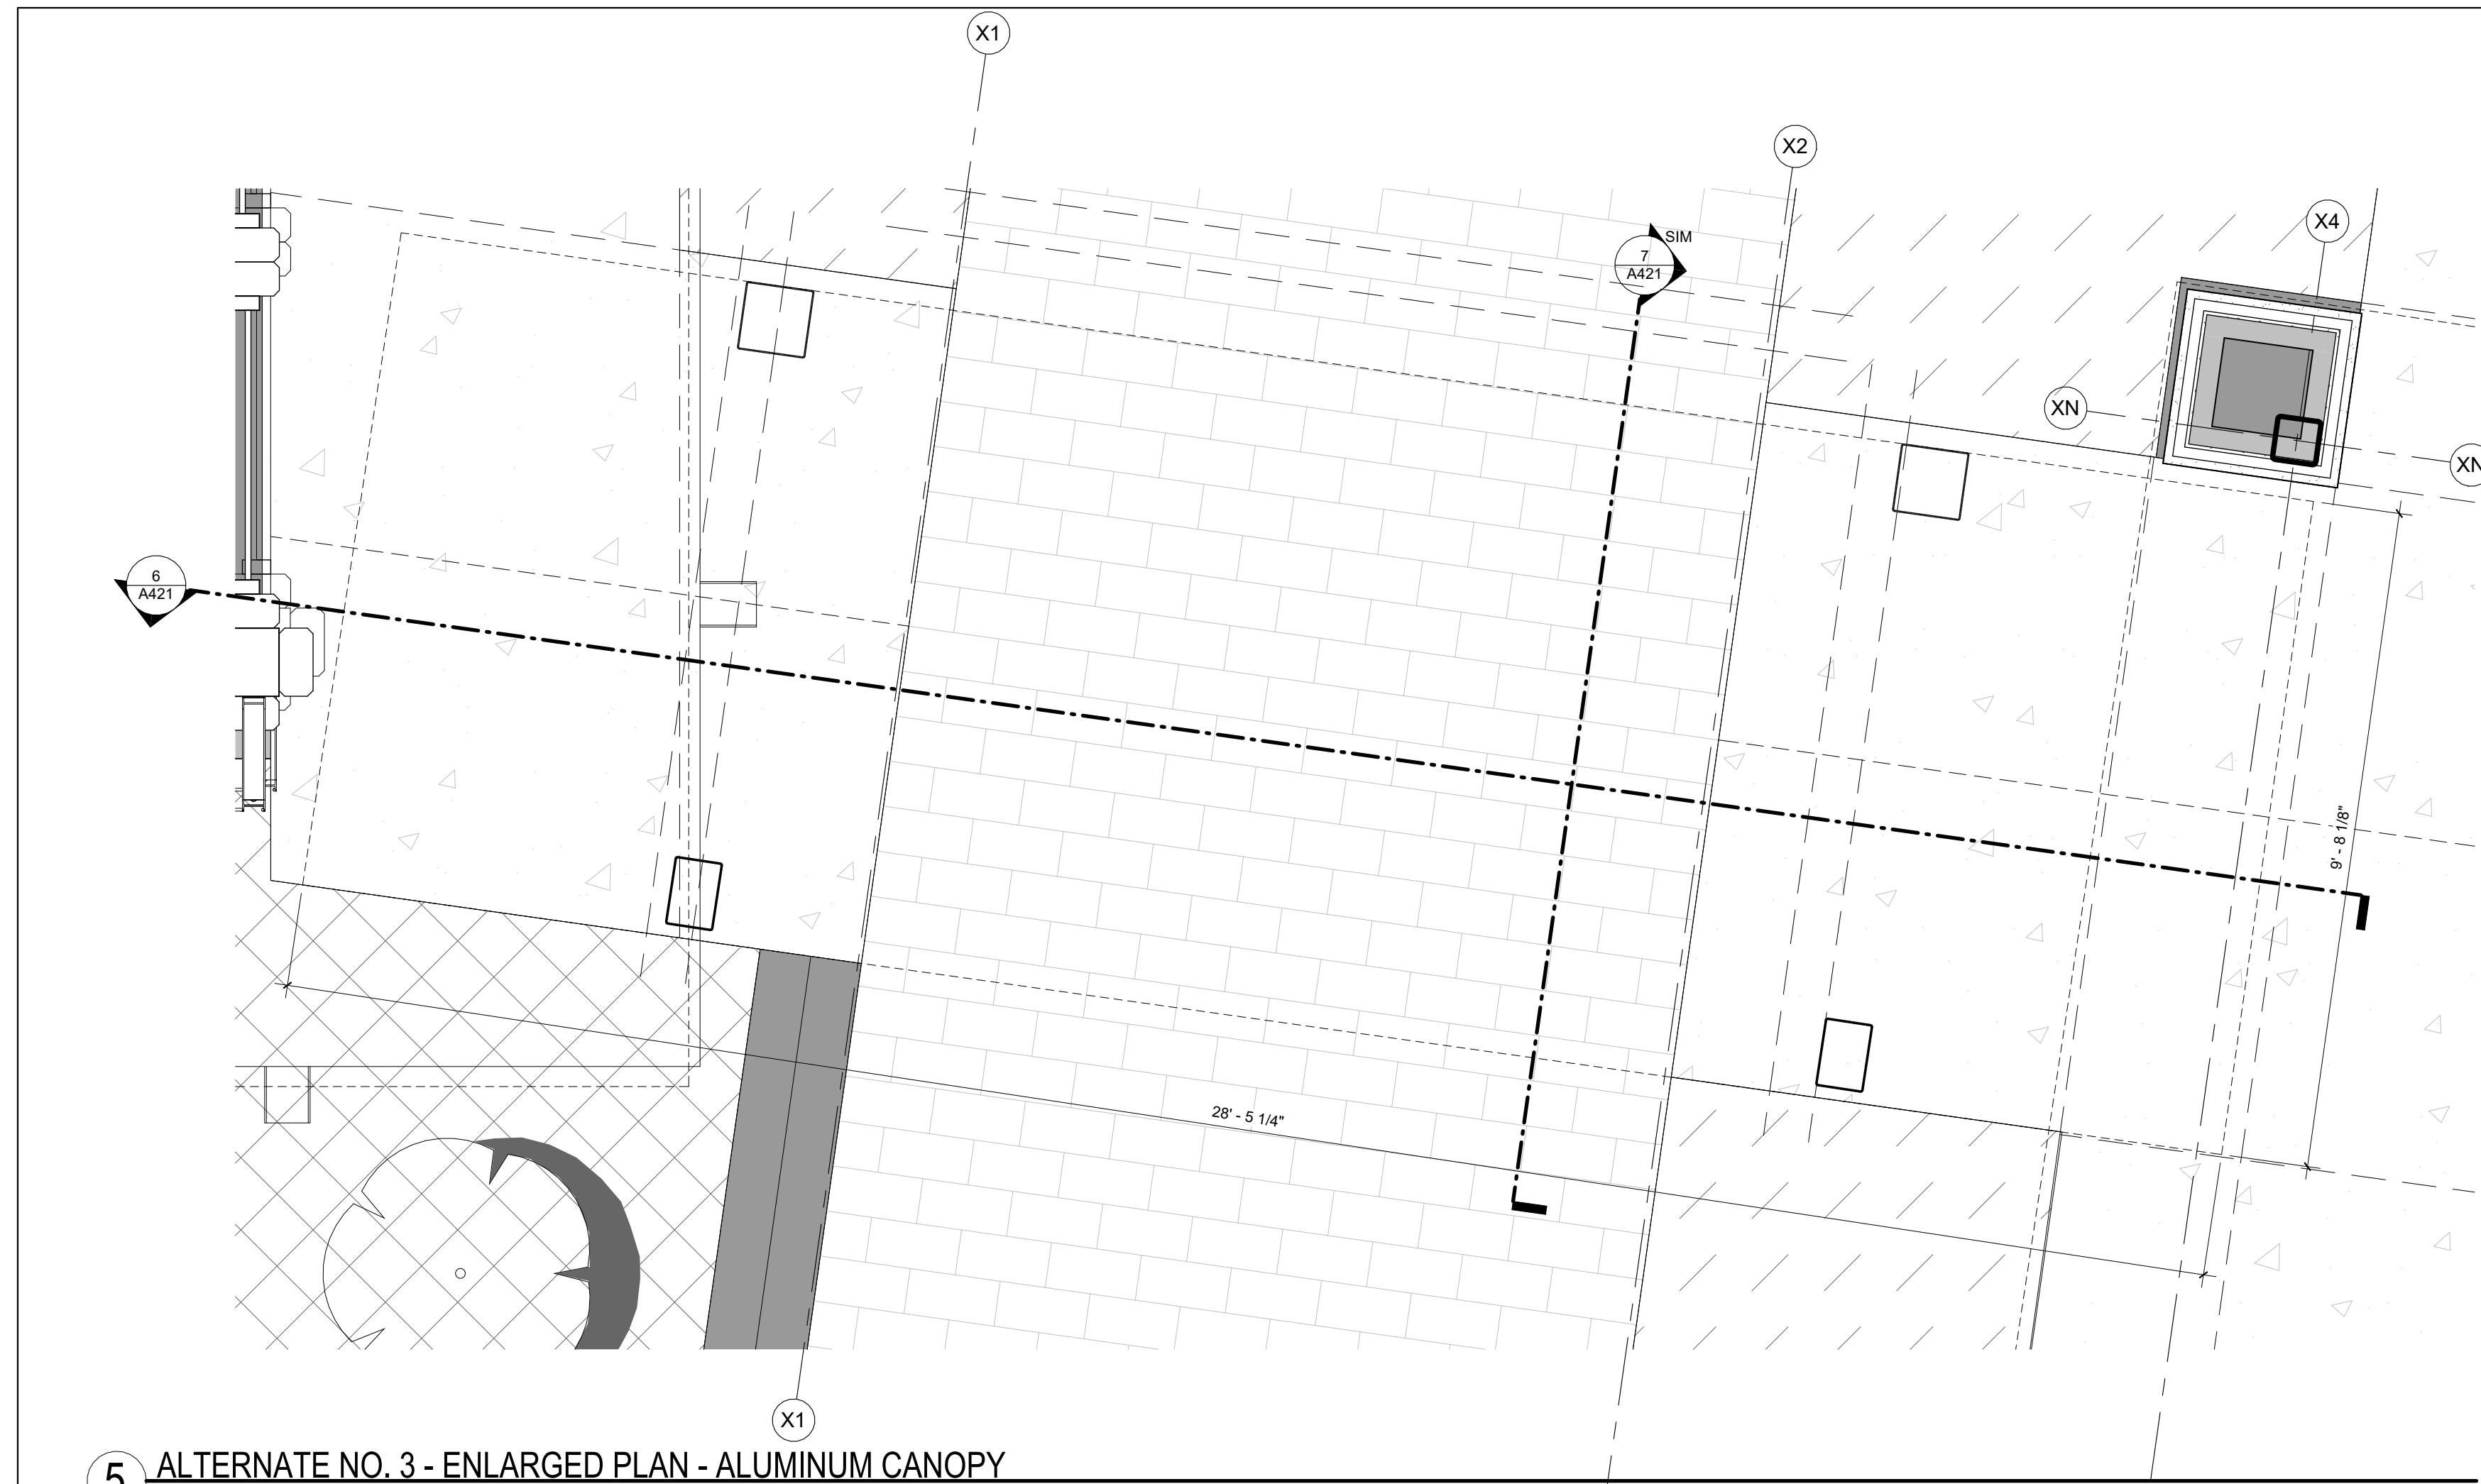 X1
X2
X4
SIM
7
A421
XN
XN
6
A421
9' - 8 1/8"
28' - 5 1/4"
X1
5 ALTERNATE NO. 3 - ENLARGED PLAN - ALUMINUM CANOPY